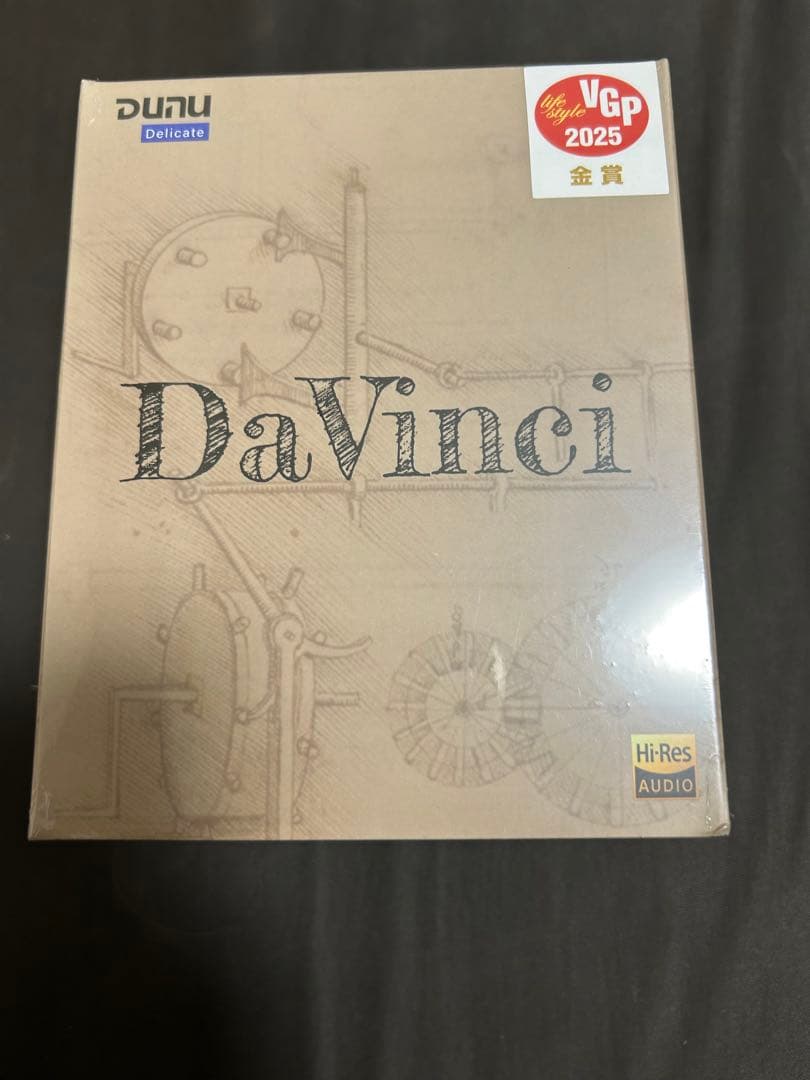 DUNU
Delicate
life style VGP
2025
金賞
DaVinci
Hi-Res
AUDIO